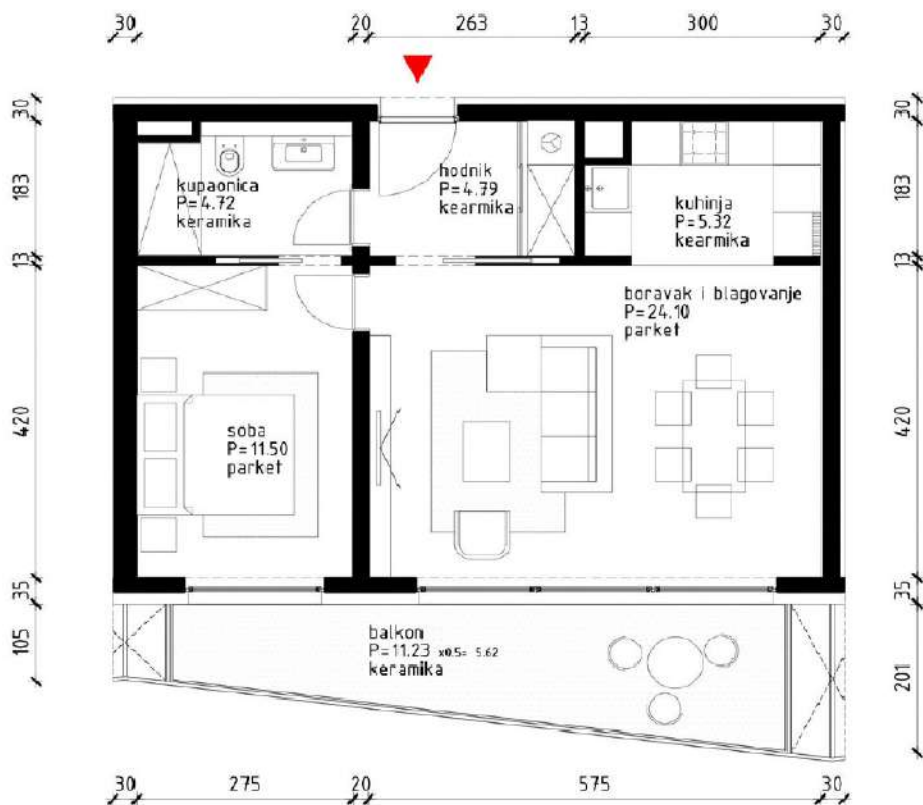 30 20 263 13 300 30
30
183
13
420
35
105
30
183
13
420
35
201
kupaonica
P=4.72
keramika
hodnik
P=4.79
kearmika
kuhinja
P=5.32
kearmika
boravak i blagovanje
P=24.10
parket
soba
P=11.50
parket
balkon
P=11.23 x0.5= 5.62
keramika
30 275 20 575 30